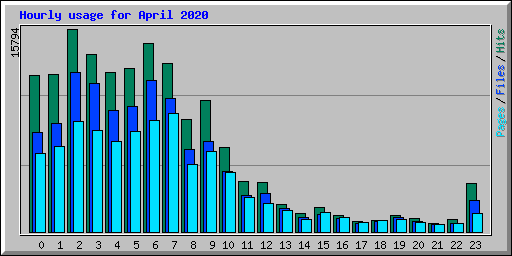 Hourly usage for April 2020
15794
Pages/Files/Hits
0 1 2 3 4 5 6 7 8 9 10 11 12 13 14 15 16 17 18 19 20 21 22 23